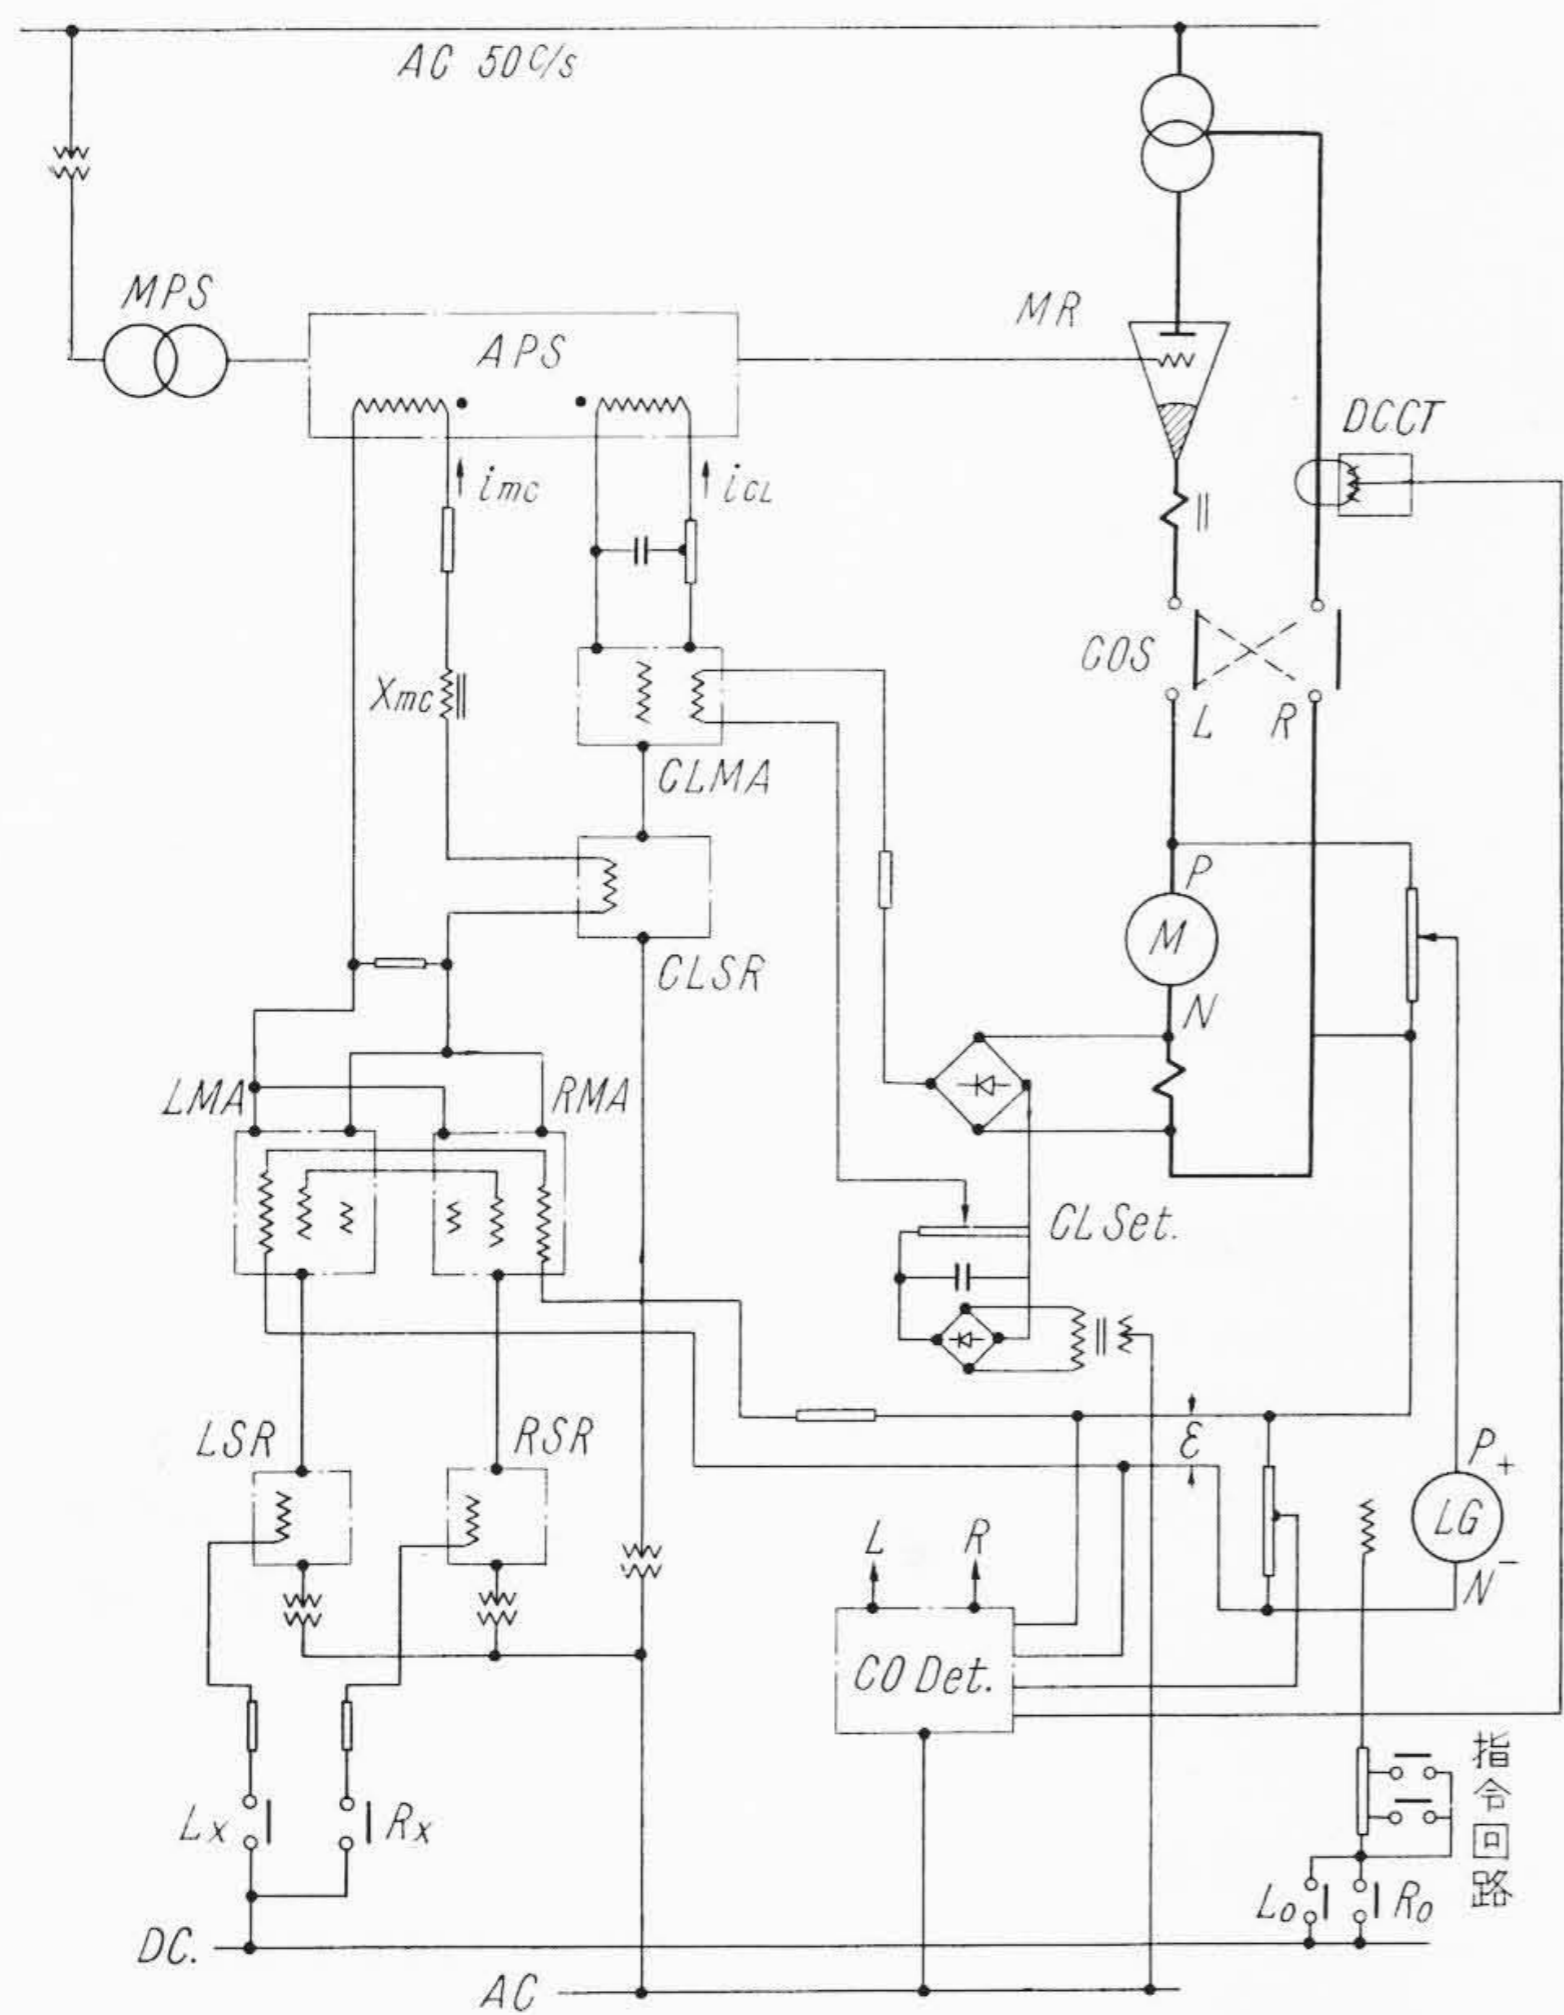 AC 50c/s
MPS
APS
MR
DCCT
imc
iCL
COS
Xmc
L
R
CLMA
P
M
CLSR
N
LMA
RMA
CL Set.
LSR
RSR
ε
P+
LG
L
R
N-
CO Det.
指令回路
Lx
Rx
Lo
Ro
DC.
AC